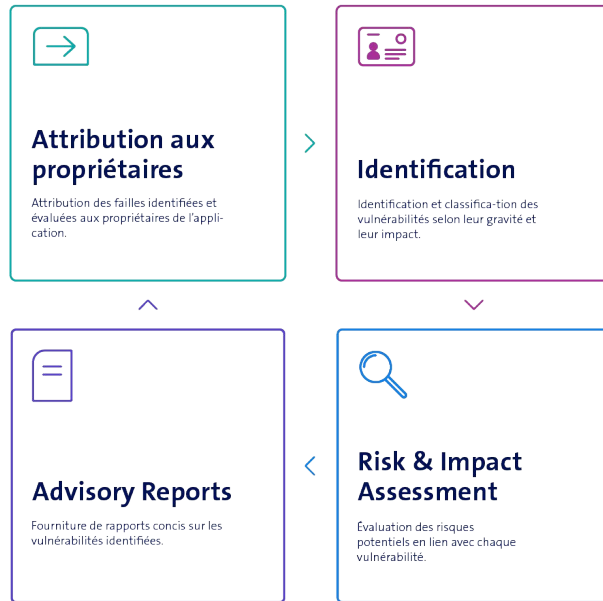 Attribution aux
propriétaires
Attribution des failles identifiées et
évaluées aux propriétaires de l'appli-
cation.
Identification
Identification et classifica-tion des
vulnérabilités selon leur gravité et
leur impact.
Advisory Reports
Fourniture de rapports concis sur les
vulnérabilités identifiées.
Risk & Impact
Assessment
Évaluation des risques
potentiels en lien avec chaque
vulnérabilité.